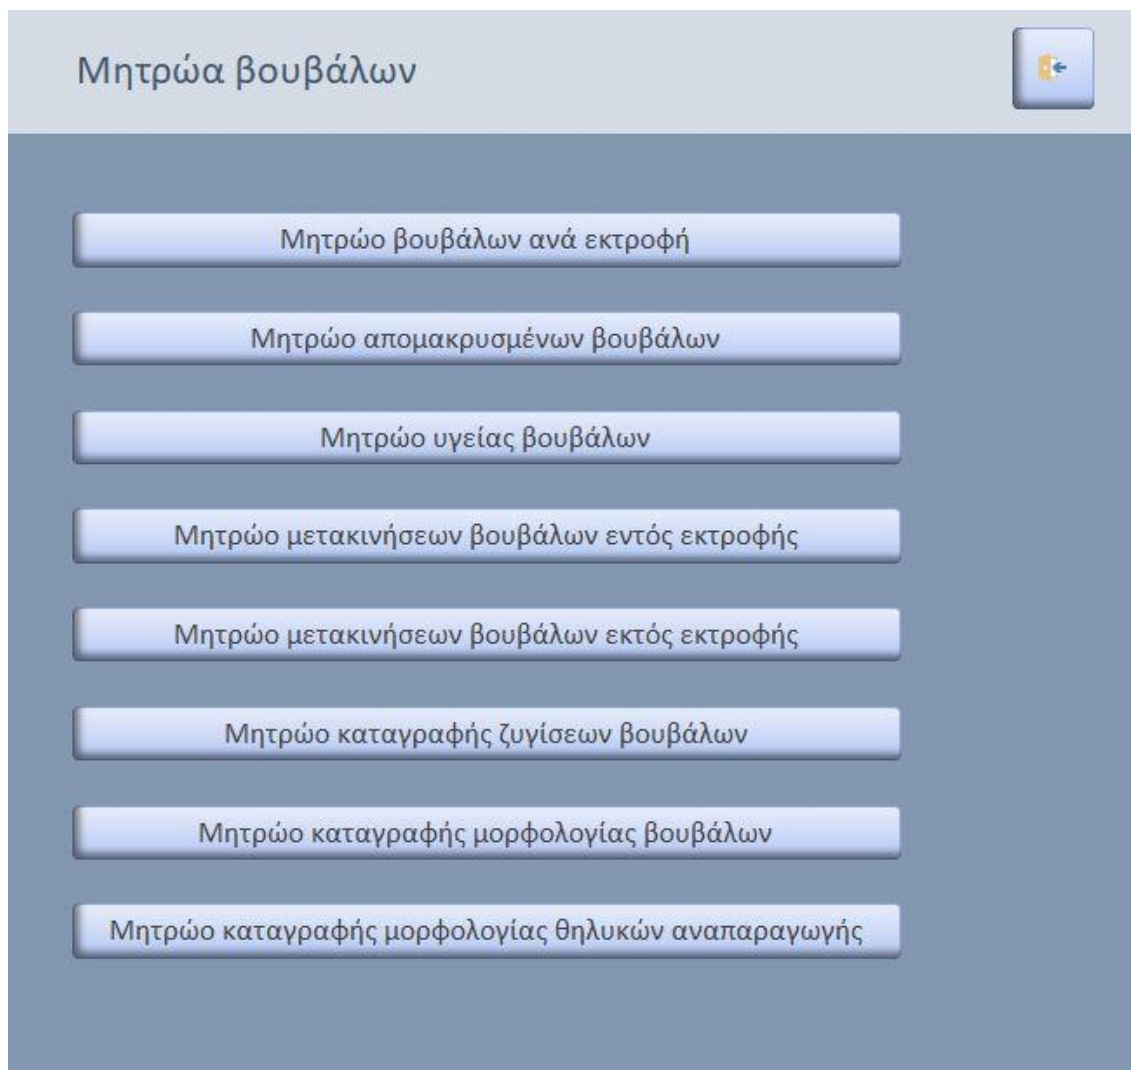 Μητρώα βουβάλων
Μητρώο βουβάλων ανά εκτροφή
Μητρώο απομακρυσμένων βουβάλων
Μητρώο υγείας βουβάλων
Μητρώο μετακινήσεων βουβάλων εντός εκτροφής
Μητρώο μετακινήσεων βουβάλων εκτός εκτροφής
Μητρώο καταγραφής ζυγίσεων βουβάλων
Μητρώο καταγραφής μορφολογίας βουβάλων
Μητρώο καταγραφής μορφολογίας θηλυκών αναπαραγωγής